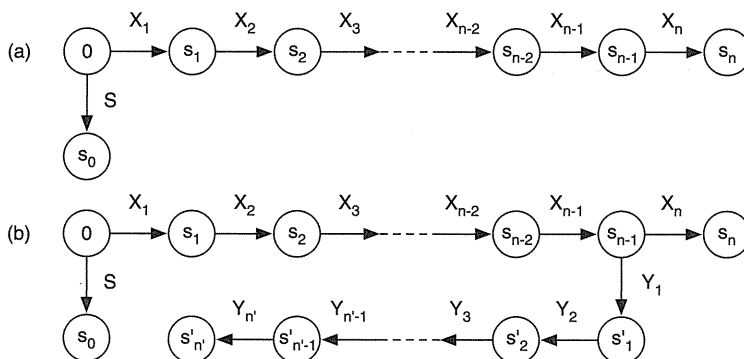 X₁ X₂ X₃ Xₙ₋₂ Xₙ₋₁ Xₙ
(a) 0 s₁ s₂ sₙ₋₂ sₙ₋₁ sₙ
S
s₀
X₁ X₂ X₃ Xₙ₋₂ Xₙ₋₁ Xₙ
(b) 0 s₁ s₂ sₙ₋₂ sₙ₋₁ sₙ
S Y₁
Yₙ' Yₙ'₋₁ Y₃ Y₂
s₀ s'ₙ' s'ₙ'₋₁ s'₂ s'₁